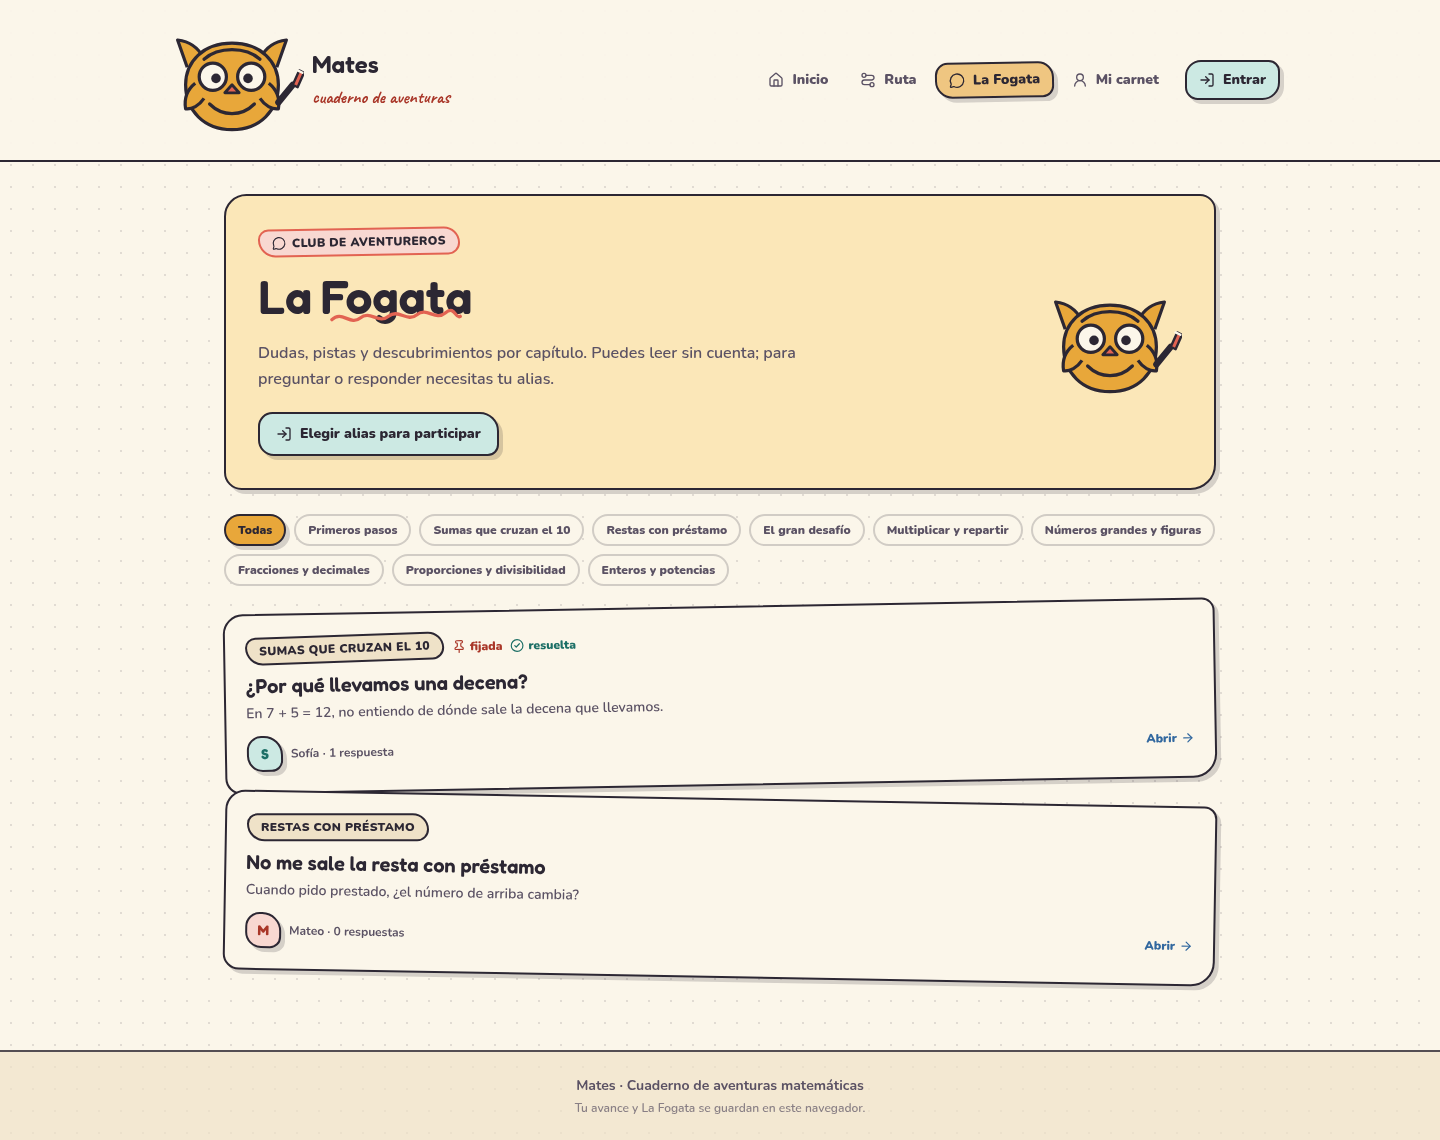 Mates
cuaderno de aventuras
Inicio
Ruta
La Fogata
Mi carnet
Entrar
CLUB DE AVENTUREROS
La Fogata
Dudas, pistas y descubrimientos por capítulo. Puedes leer sin cuenta; para
preguntar o responder necesitas tu alias.
Elegir alias para participar
Todas
Primeros pasos
Sumas que cruzan el 10
Restas con préstamo
El gran desafío
Multiplicar y repartir
Números grandes y figuras
Fracciones y decimales
Proporciones y divisibilidad
Enteros y potencias
SUMAS QUE CRUZAN EL 10
fijada
resuelta
¿Por qué llevamos una decena?
En 7 + 5 = 12, no entiendo de dónde sale la decena que llevamos.
S
Sofía · 1 respuesta
Abrir
RESTAS CON PRÉSTAMO
No me sale la resta con préstamo
Cuando pido prestado, ¿el número de arriba cambia?
M
Mateo · 0 respuestas
Abrir
Mates · Cuaderno de aventuras matemáticas
Tu avance y La Fogata se guardan en este navegador.